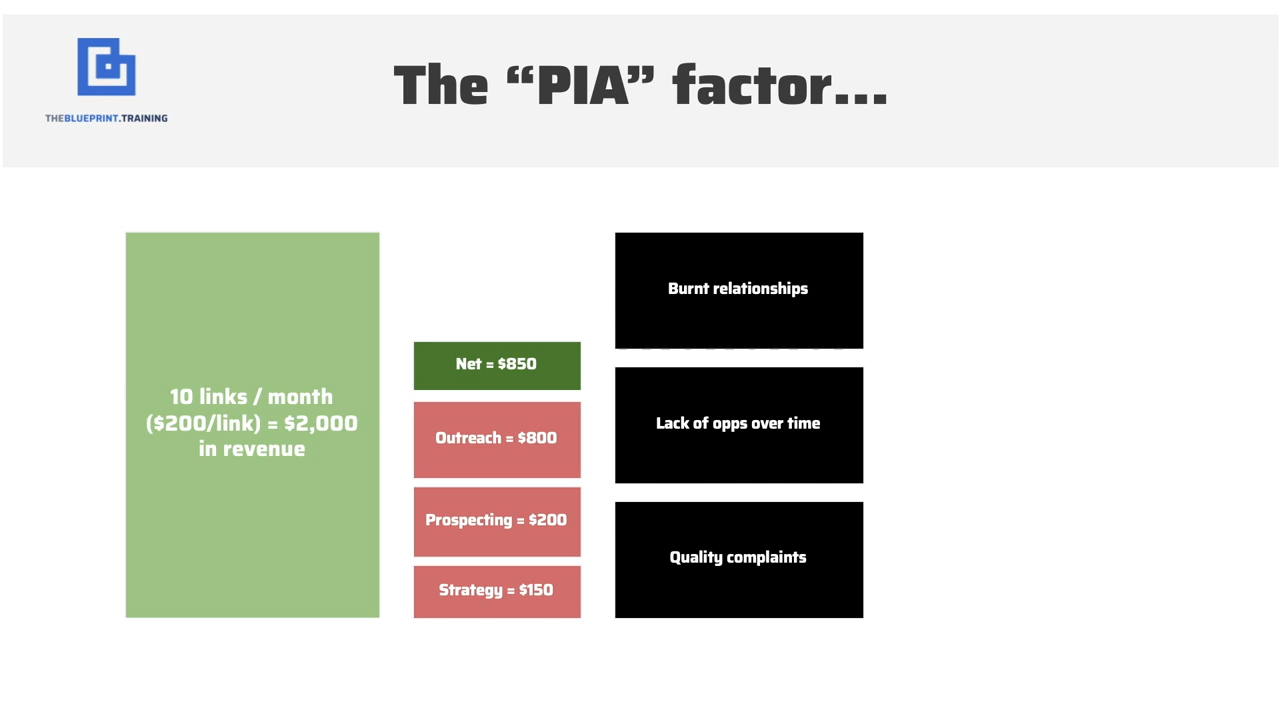 THEBLUEPRINT.TRAINING
The “PIA” factor...
10 links / month
($200/link) = $2,000
in revenue
Net = $850
Outreach = $800
Prospecting = $200
Strategy = $150
Burnt relationships
Lack of opps over time
Quality complaints